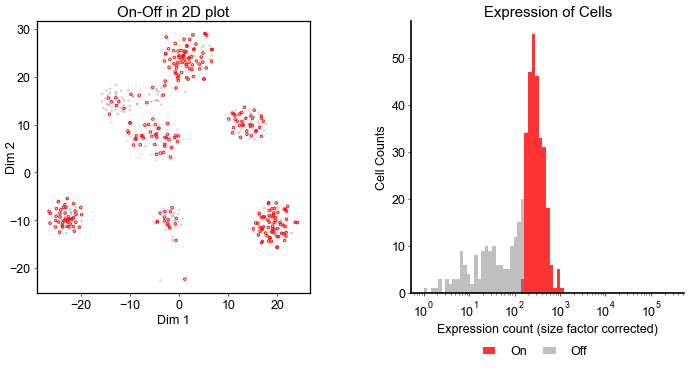 On-Off in 2D plot
30
20
10
0
−10
−20
Dim 2
−20 −10 0 10 20
Dim 1
Expression of Cells
50
40
30
20
10
0
Cell Counts
10^0 10^1 10^2 10^3 10^4 10^5
Expression count (size factor corrected)
On Off